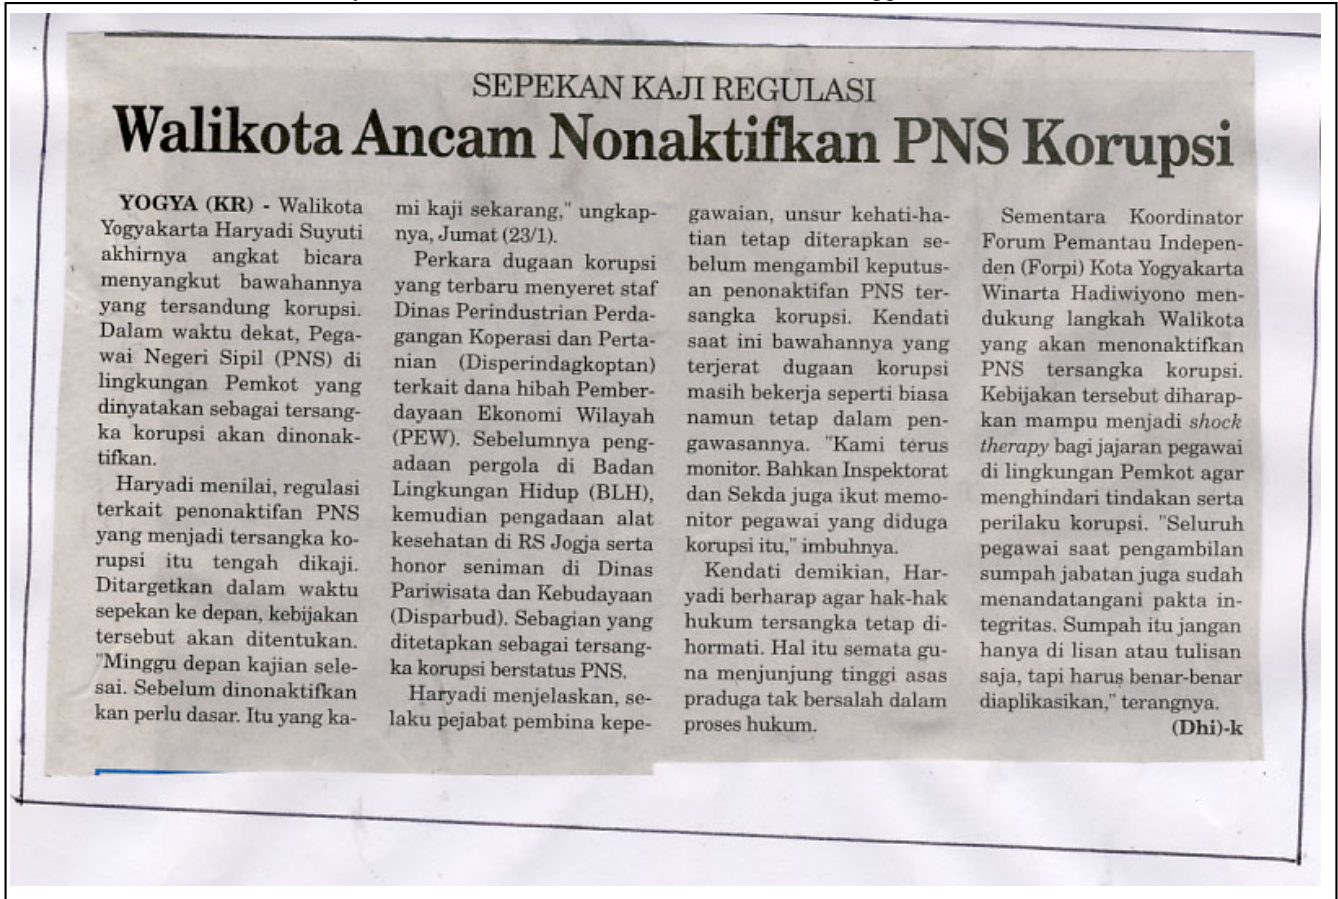 SEPEKAN KAJI REGULASI
Walikota Ancam Nonaktifkan PNS Korupsi
YOGYA (KR) - Walikota
Yogyakarta Haryadi Suyuti
akhirnya angkat bicara
menyangkut bawahannya
yang tersandung korupsi.
Dalam waktu dekat, Pega-
wai Negeri Sipil (PNS) di
lingkungan Pemkot yang
dinyatakan sebagai tersang-
ka korupsi akan dinonak-
tifkan.
Haryadi menilai, regulasi
terkait penonaktifan PNS
yang menjadi tersangka ko-
rupsi itu tengah dikaji.
Ditargetkan dalam waktu
sepekan ke depan, kebijakan
tersebut akan ditentukan.
"Minggu depan kajian sele-
sai. Sebelum dinonaktifkan
kan perlu dasar. Itu yang ka-
mi kaji sekarang," ungkap-
nya, Jumat (23/1).
Perkara dugaan korupsi
yang terbaru menyeret staf
Dinas Perindustrian Perda-
gangan Koperasi dan Perta-
nian (Disperindagkoptan)
terkait dana hibah Pember-
dayaan Ekonomi Wilayah
(PEW). Sebelumnya peng-
adaan pergola di Badan
Lingkungan Hidup (BLH),
kemudian pengadaan alat
kesehatan di RS Jogja serta
honor seniman di Dinas
Pariwisata dan Kebudayaan
(Disparbud). Sebagian yang
ditetapkan sebagai tersang-
ka korupsi berstatus PNS.
Haryadi menjelaskan, se-
laku pejabat pembina kepe-
gawaian, unsur kehati-ha-
tian tetap diterapkan se-
belum mengambil keputus-
an penonaktifan PNS ter-
sangka korupsi. Kendati
saat ini bawahannya yang
terjerat dugaan korupsi
masih bekerja seperti biasa
namun tetap dalam pen-
gawasannya. "Kami terus
monitor. Bahkan Inspektorat
dan Sekda juga ikut memo-
nitor pegawai yang diduga
korupsi itu," imbuhnya.
Kendati demikian, Har-
yadi berharap agar hak-hak
hukum tersangka tetap di-
hormati. Hal itu semata gu-
na menjunjung tinggi asas
praduga tak bersalah dalam
proses hukum.
Sementara Koordinator
Forum Pemantau Indepen-
den (Forpi) Kota Yogyakarta
Winarta Hadiwiyono men-
dukung langkah Walikota
yang akan menonaktifkan
PNS tersangka korupsi.
Kebijakan tersebut diharap-
kan mampu menjadi shock
therapy bagi jajaran pegawai
di lingkungan Pemkot agar
menghindari tindakan serta
perilaku korupsi. "Seluruh
pegawai saat pengambilan
sumpah jabatan juga sudah
menandatangani pakta in-
tegritas. Sumpah itu jangan
hanya di lisan atau tulisan
saja, tapi harus benar-benar
diaplikasikan," terangnya.
(Dhi)-k